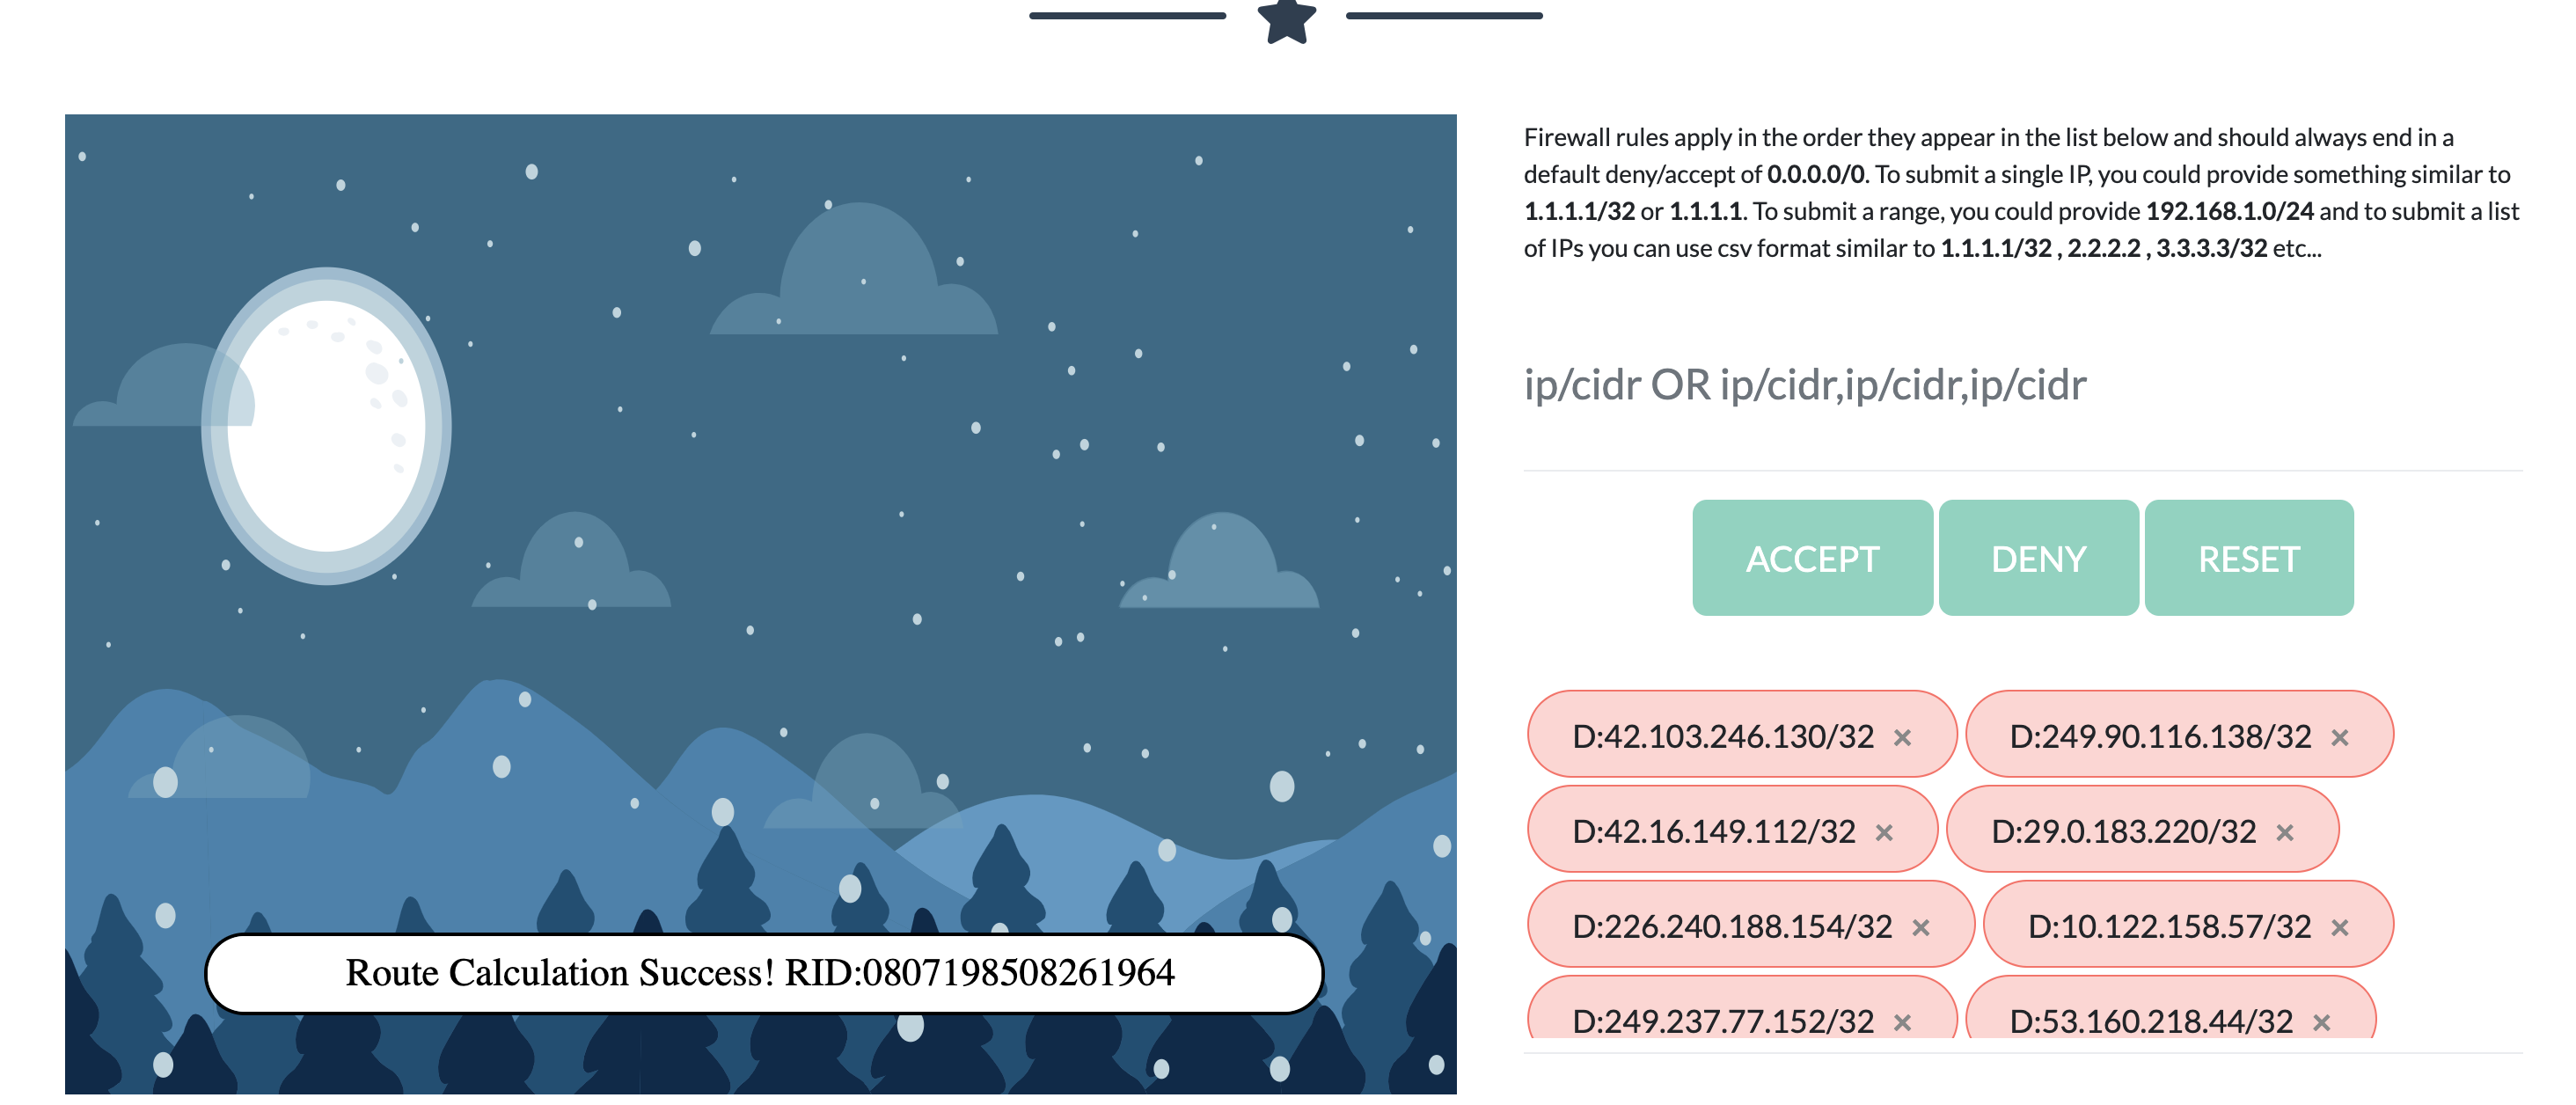 Firewall rules apply in the order they appear in the list below and should always end in a
default deny/accept of 0.0.0.0/0. To submit a single IP, you could provide something similar to
1.1.1.1/32 or 1.1.1.1. To submit a range, you could provide 192.168.1.0/24 and to submit a list
of IPs you can use csv format similar to 1.1.1.1/32 , 2.2.2.2 , 3.3.3.3/32 etc...
ip/cidr OR ip/cidr,ip/cidr,ip/cidr
ACCEPT DENY RESET
D:42.103.246.130/32 × D:249.90.116.138/32 ×
D:42.16.149.112/32 × D:29.0.183.220/32 ×
D:226.240.188.154/32 × D:10.122.158.57/32 ×
D:249.237.77.152/32 × D:53.160.218.44/32 ×
Route Calculation Success! RID:0807198508261964